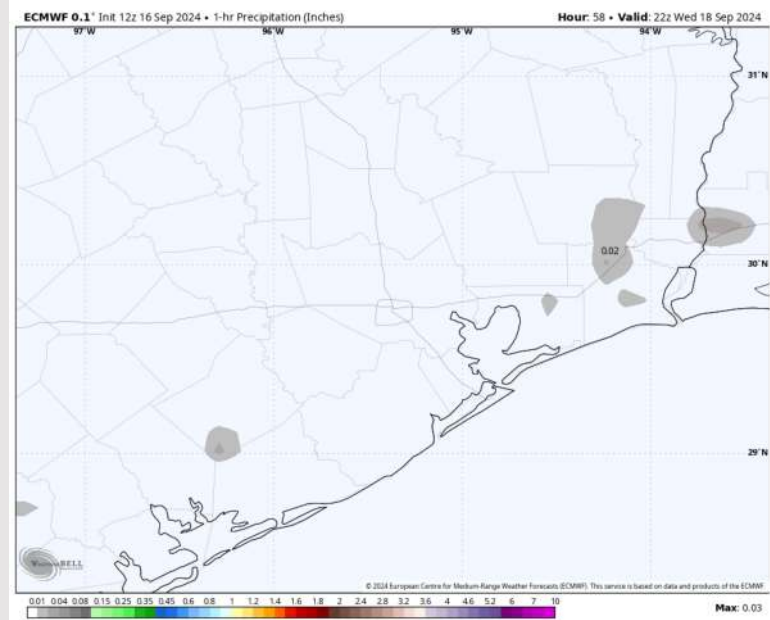 ECMWF 0.1° Init 12z 16 Sep 2024 • 1-hr Precipitation (Inches) Hour: 58 • Valid: 22z Wed 18 Sep 2024
97°W 96°W 95°W 94°W
31°N
0.02
30°N
29°N
WeatherBELL
© 2024 European Centre for Medium-Range Weather Forecasts (ECMWF). This service is based on data and products of the ECMWF.
0.01 0.04 0.08 0.15 0.25 0.35 0.45 0.6 0.8 1 1.2 1.4 1.6 1.8 2 2.4 2.8 3.2 3.6 4 4.6 5.2 6 7 10 Max: 0.03